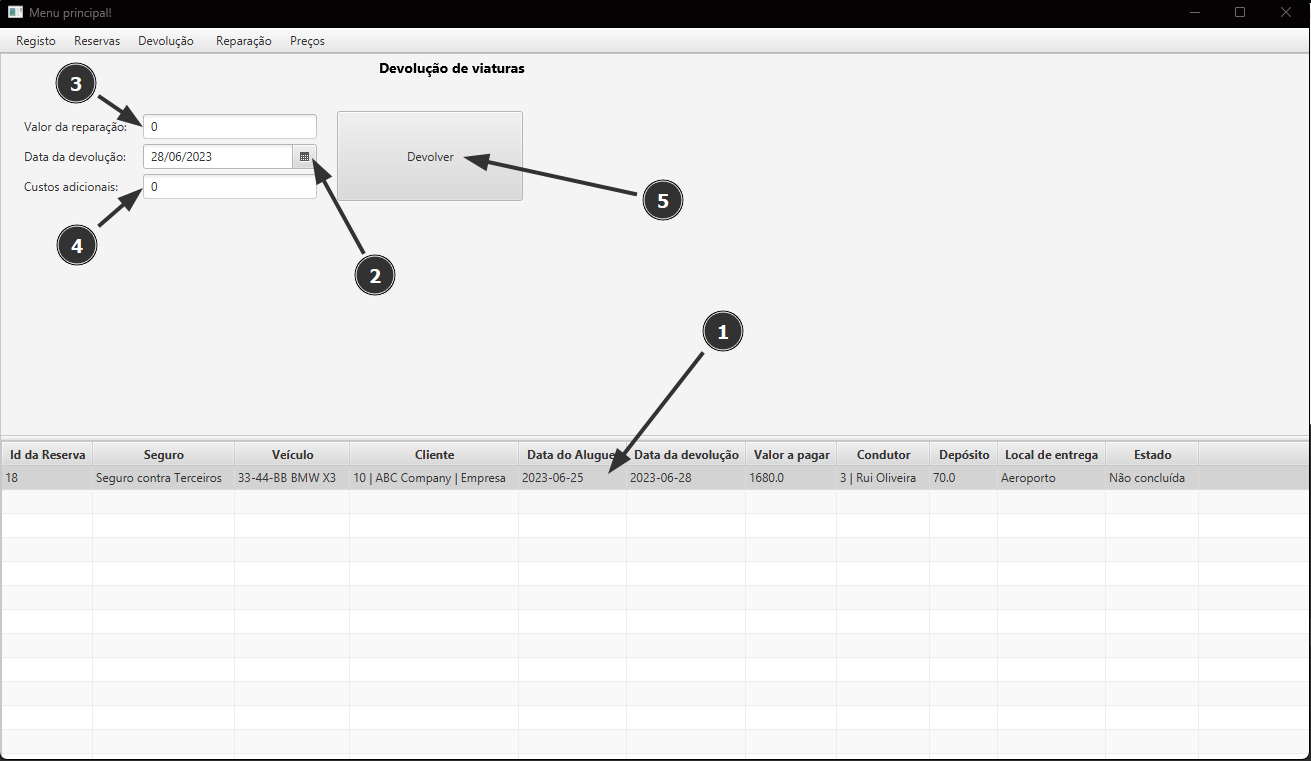 Menu principal!
Registo Reservas Devolução Reparação Preços
Devolução de viaturas
3
Valor da reparação: 0
Data da devolução: 28/06/2023
Devolver
Custos adicionais: 0
5
4
2
1
Id da Reserva Seguro Veículo Cliente Data do Alugue Data da devolução Valor a pagar Condutor Depósito Local de entrega Estado
18 Seguro contra Terceiros 33-44-BB BMW X3 10 | ABC Company | Empresa 2023-06-25 2023-06-28 1680.0 3 | Rui Oliveira 70.0 Aeroporto Não concluída